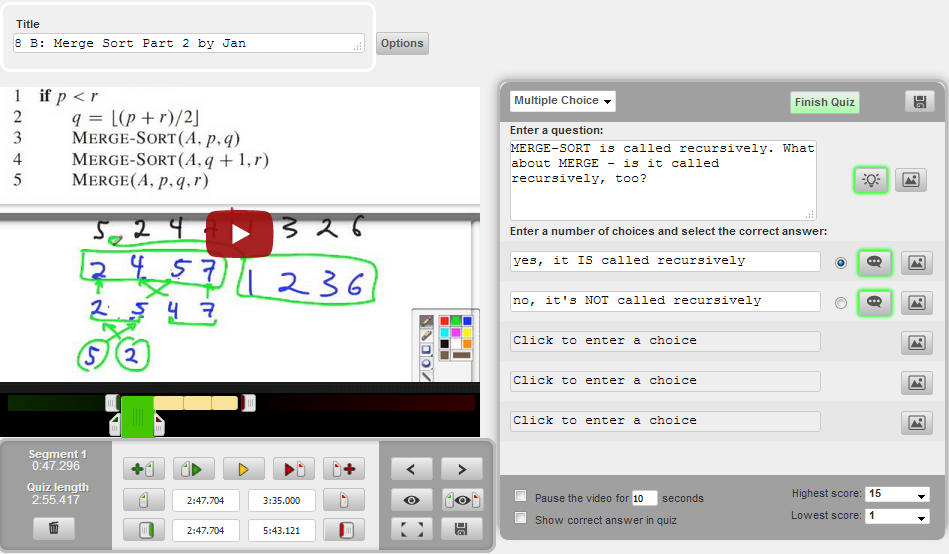 Title
8 B: Merge Sort Part 2 by Jan
Options
1 if p < r
2 q = ⌊(p + r)/2⌋
3 MERGE-SORT(A, p, q)
4 MERGE-SORT(A, q + 1, r)
5 MERGE(A, p, q, r)
5 2 4 7 1 3 2 6
2 4 5 7 1 2 3 6
2 5 4 7
5 2
Segment 1
0:47.296
Quiz length
2:55.417
2:47.704 3:35.000
2:47.704 5:43.121
< >
Multiple Choice
Finish Quiz
Enter a question:
MERGE-SORT is called recursively. What
about MERGE - is it called
recursively, too?
Enter a number of choices and select the correct answer:
yes, it IS called recursively
no, it's NOT called recursively
Click to enter a choice
Click to enter a choice
Click to enter a choice
Pause the video for 10 seconds
Show correct answer in quiz
Highest score: 15
Lowest score: 1